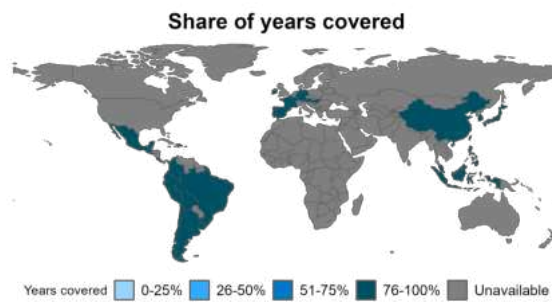 Share of years covered
Years covered 0-25% 26-50% 51-75% 76-100% Unavailable